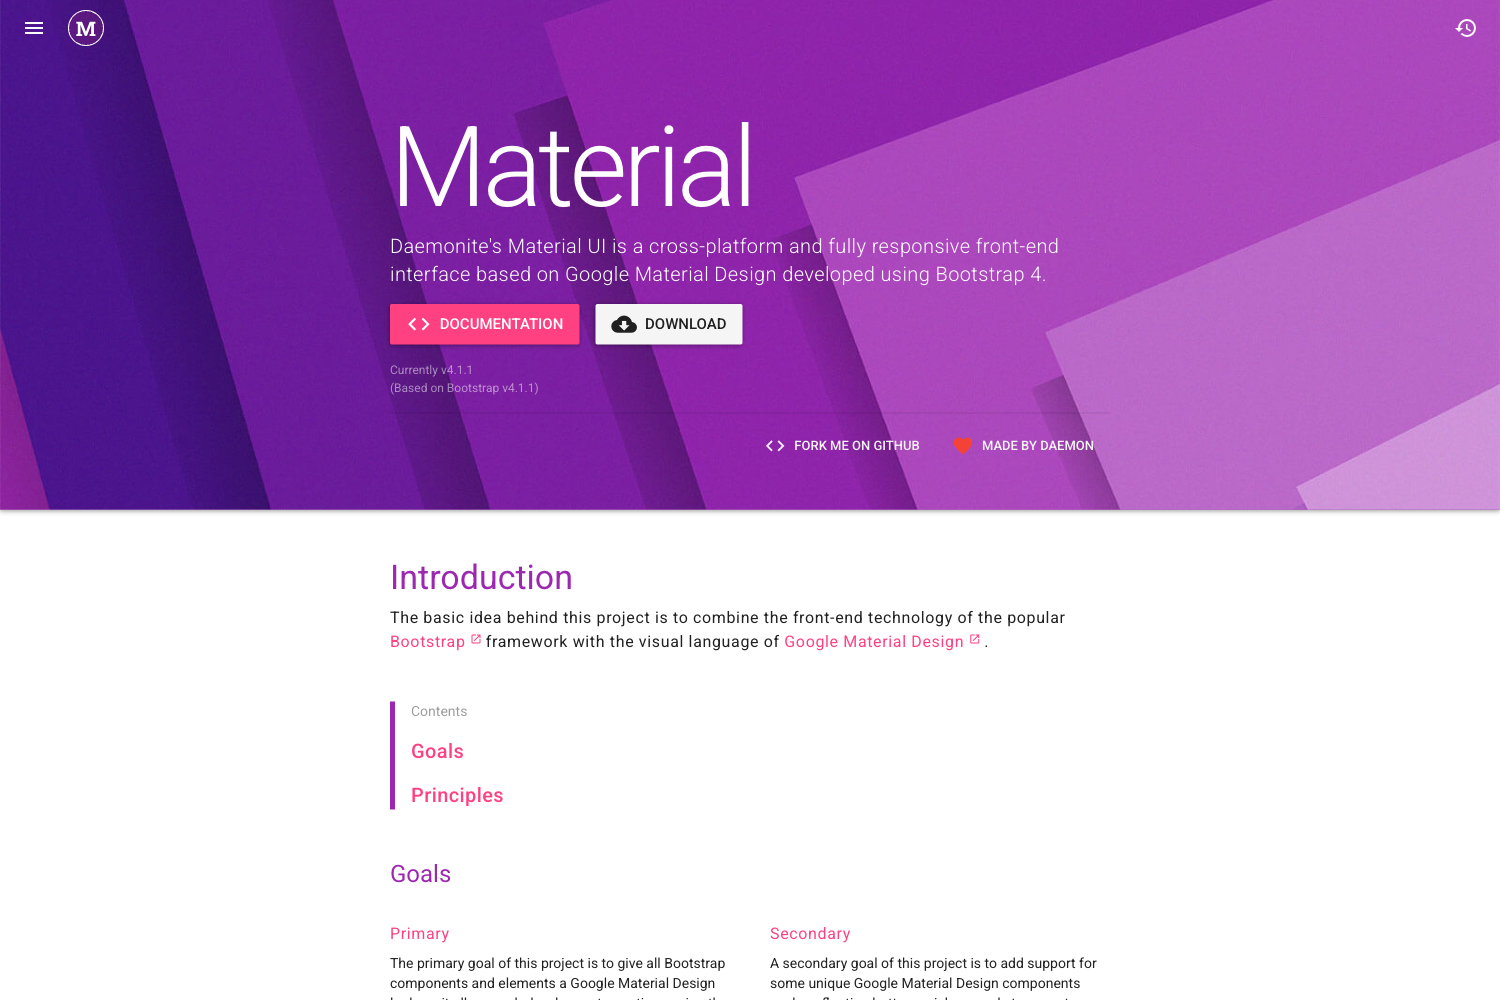 M
Material
Daemonite's Material UI is a cross-platform and fully responsive front-end
interface based on Google Material Design developed using Bootstrap 4.
DOCUMENTATION
DOWNLOAD
Currently v4.1.1
(Based on Bootstrap v4.1.1)
FORK ME ON GITHUB
MADE BY DAEMON
Introduction
The basic idea behind this project is to combine the front-end technology of the popular
Bootstrap framework with the visual language of Google Material Design .
Contents
Goals
Principles
Goals
Primary
The primary goal of this project is to give all Bootstrap
components and elements a Google Material Design
Secondary
A secondary goal of this project is to add support for
some unique Google Material Design components